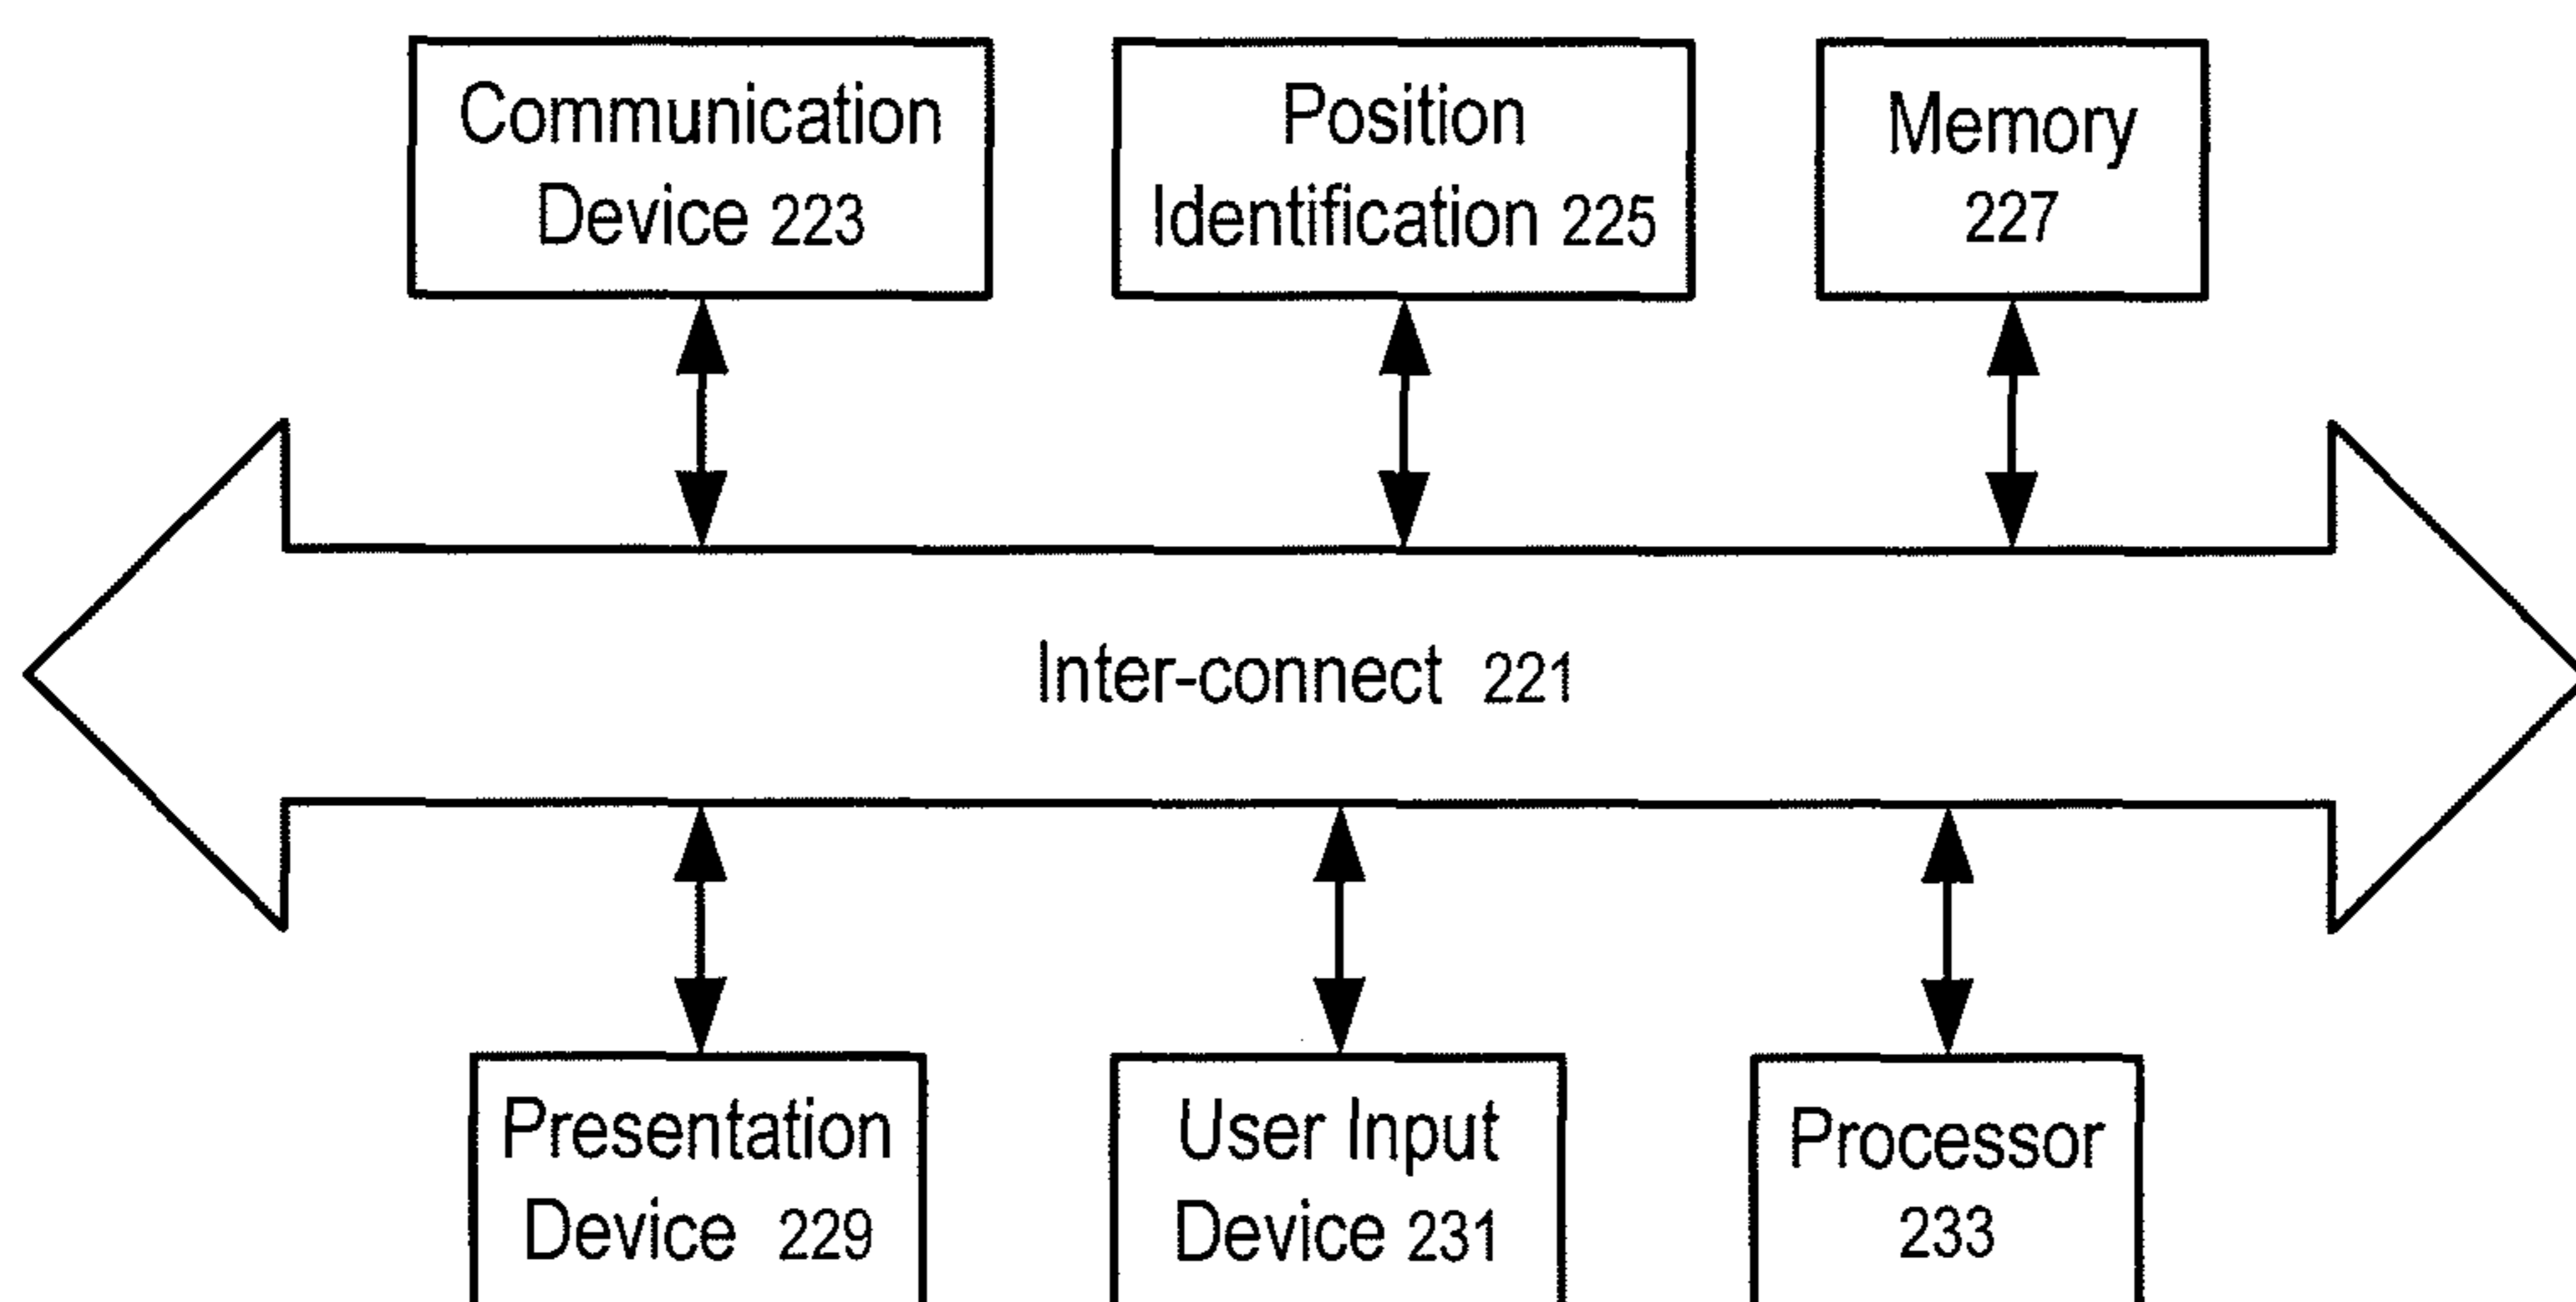 Communication
Device 223
Position
Identification 225
Memory
227
Inter-connect 221
Presentation
Device 229
User Input
Device 231
Processor
233